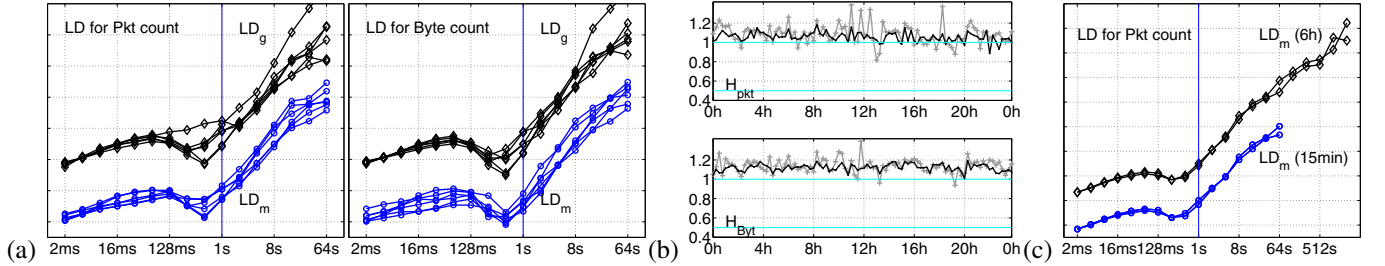 LD for Pkt count
LD_g
LD_m
2ms 16ms 128ms 1s 8s 64s
(a)
LD for Byte count
LD_g
LD_m
2ms 16ms 128ms 1s 8s 64s
(b)
1.2
1
0.8
0.6
0.4
H_pkt
0h 4h 8h 12h 16h 20h 0h
1.2
1
0.8
0.6
0.4
H_Byt
0h 4h 8h 12h 16h 20h 0h
(c)
LD for Pkt count
LD_m (6h)
LD_m (15min)
2ms 16ms 128ms 1s 8s 64s 512s